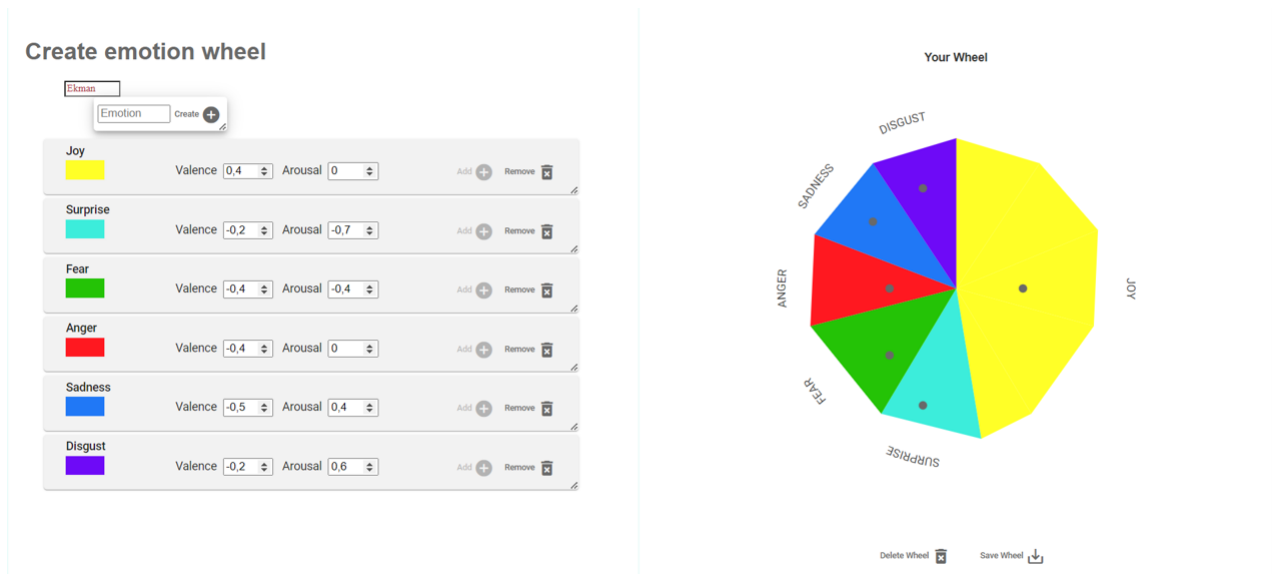 Create emotion wheel
Ekman
Emotion Create
Joy
Valence 0,4 Arousal 0 Add Remove
Surprise
Valence -0,2 Arousal -0,7 Add Remove
Fear
Valence -0,4 Arousal -0,4 Add Remove
Anger
Valence -0,4 Arousal 0 Add Remove
Sadness
Valence -0,5 Arousal 0,4 Add Remove
Disgust
Valence -0,2 Arousal 0,6 Add Remove
Your Wheel
DISGUST
SADNESS
ANGER
JOY
FEAR
SURPRISE
Delete Wheel Save Wheel